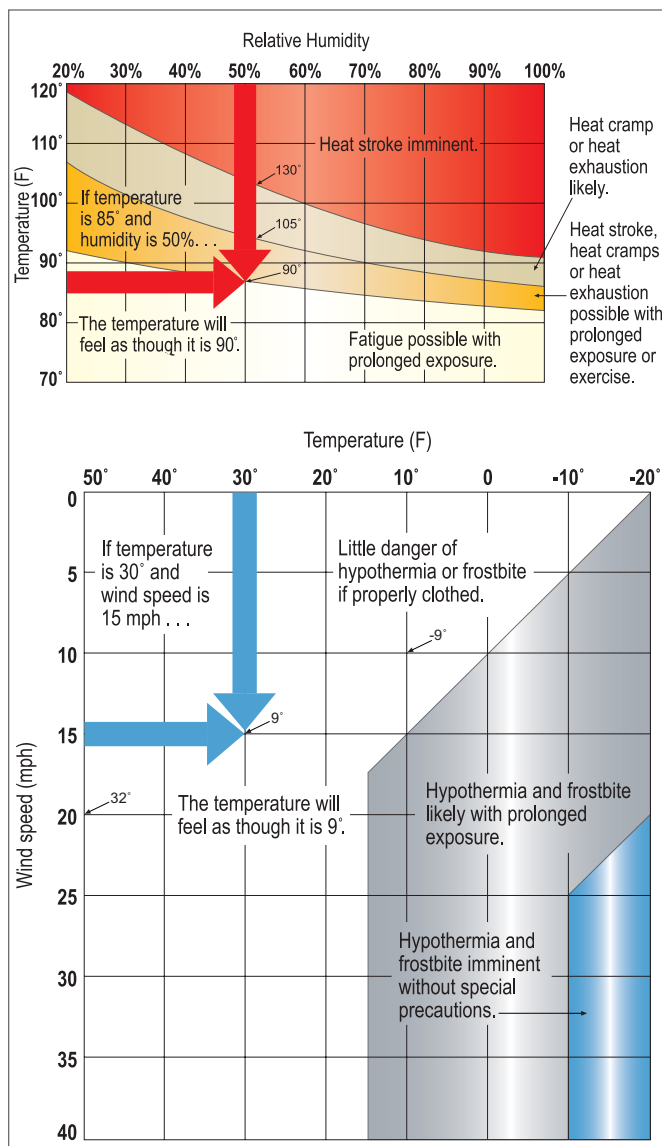 Relative Humidity
20% 30% 40% 50% 60% 70% 80% 90% 100%
Temperature (F)
120°
110°
100°
90°
80°
70°
Heat stroke imminent.
130°
105°
90°
If temperature
is 85° and
humidity is 50%. . .
The temperature will
feel as though it is 90°.
Fatigue possible with
prolonged exposure.
Heat cramp
or heat
exhaustion
likely.
Heat stroke,
heat cramps
or heat
exhaustion
possible with
prolonged
exposure or
exercise.
Temperature (F)
50° 40° 30° 20° 10° 0 -10° -20°
Wind speed (mph)
0
5
10
15
20
25
30
35
40
If temperature
is 30° and
wind speed is
15 mph . . .
Little danger of
hypothermia or frostbite
if properly clothed.
-9°
9°
32°
The temperature will
feel as though it is 9°.
Hypothermia and frostbite
likely with prolonged
exposure.
Hypothermia and
frostbite imminent
without special
precautions.